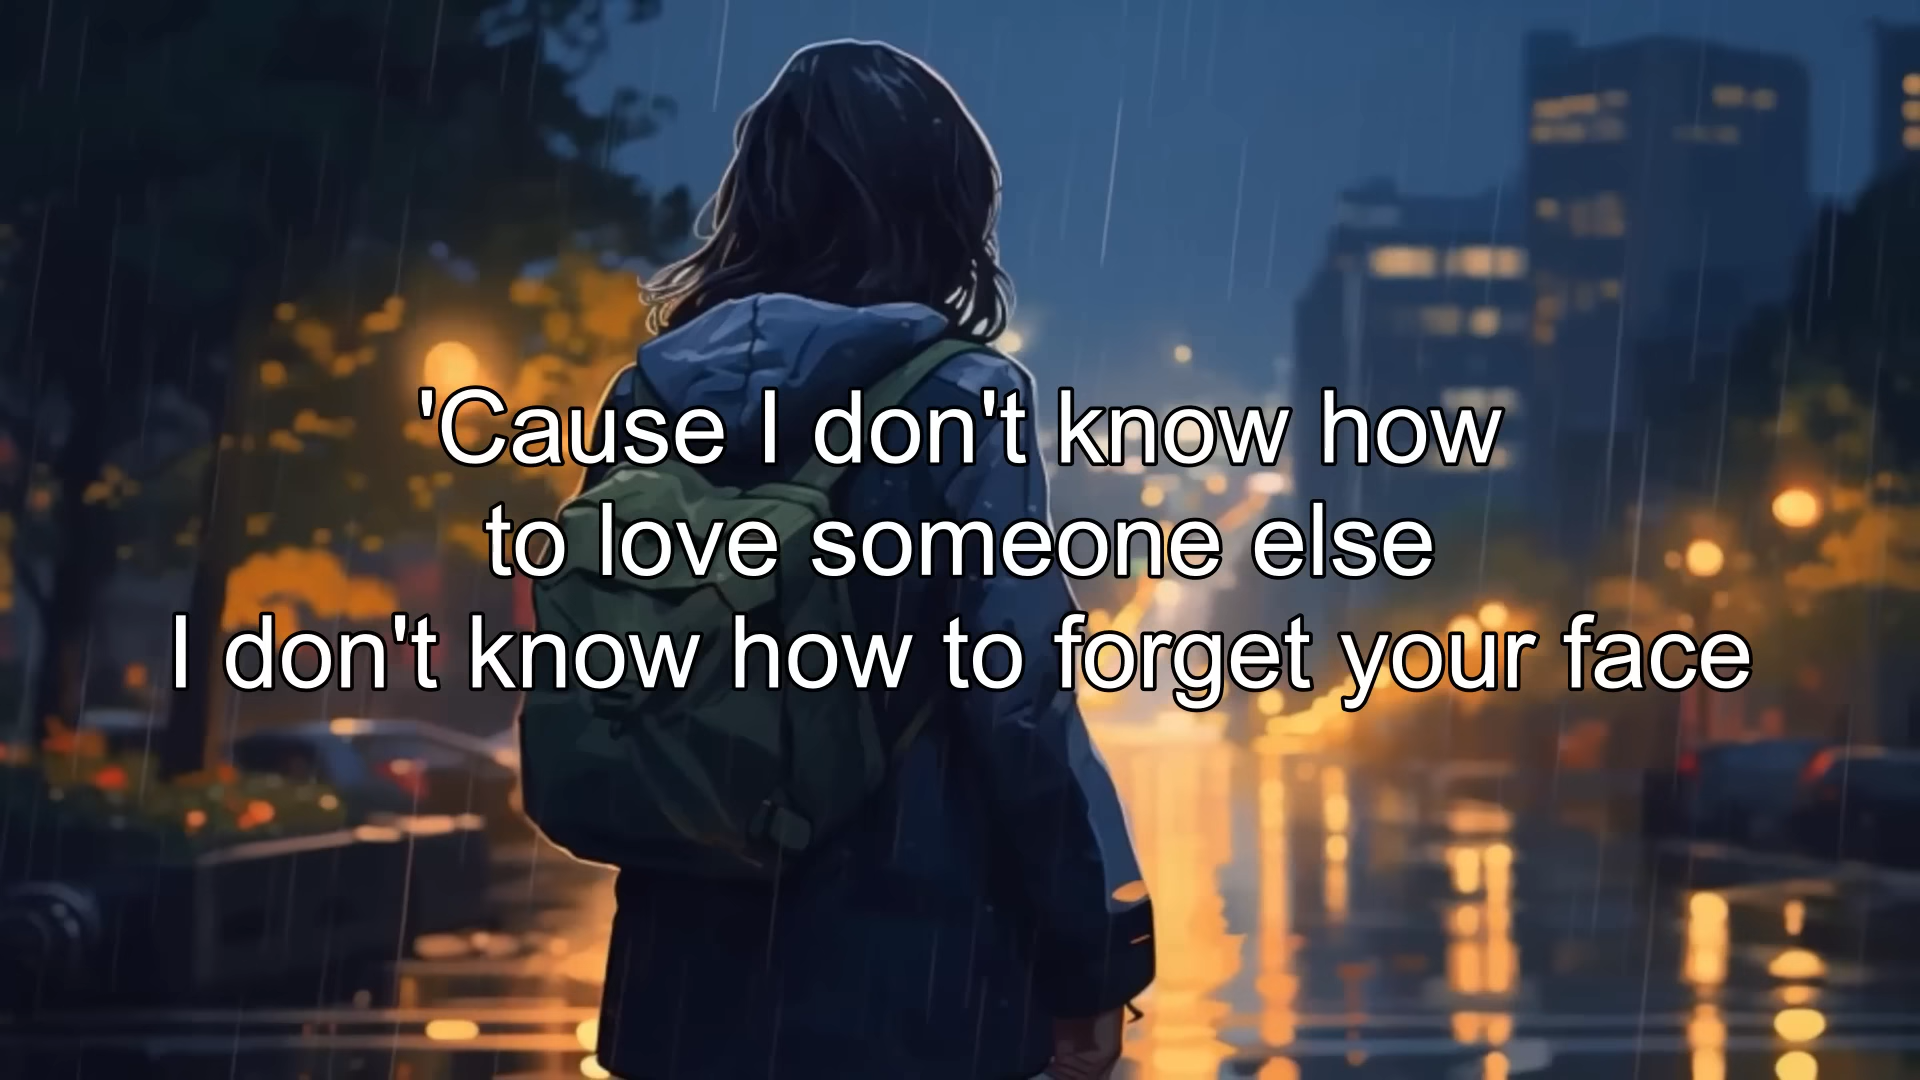 'Cause I don't know how
to love someone else
I don't know how to forget your face